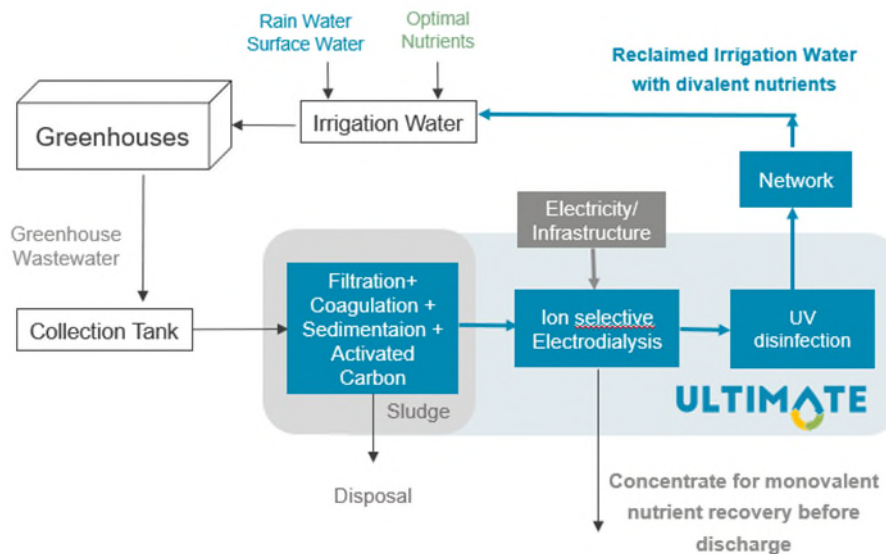 Rain Water
Surface Water
Optimal
Nutrients
Reclaimed Irrigation Water
with divalent nutrients
Greenhouses
Irrigation Water
Network
Electricity/
Infrastructure
Greenhouse
Wastewater
Filtration+
Coagulation +
Sedimentaion +
Activated
Carbon
Ion selective
Electrodialysis
UV
disinfection
Collection Tank
ULTIMATE
Sludge
Disposal
Concentrate for monovalent
nutrient recovery before
discharge